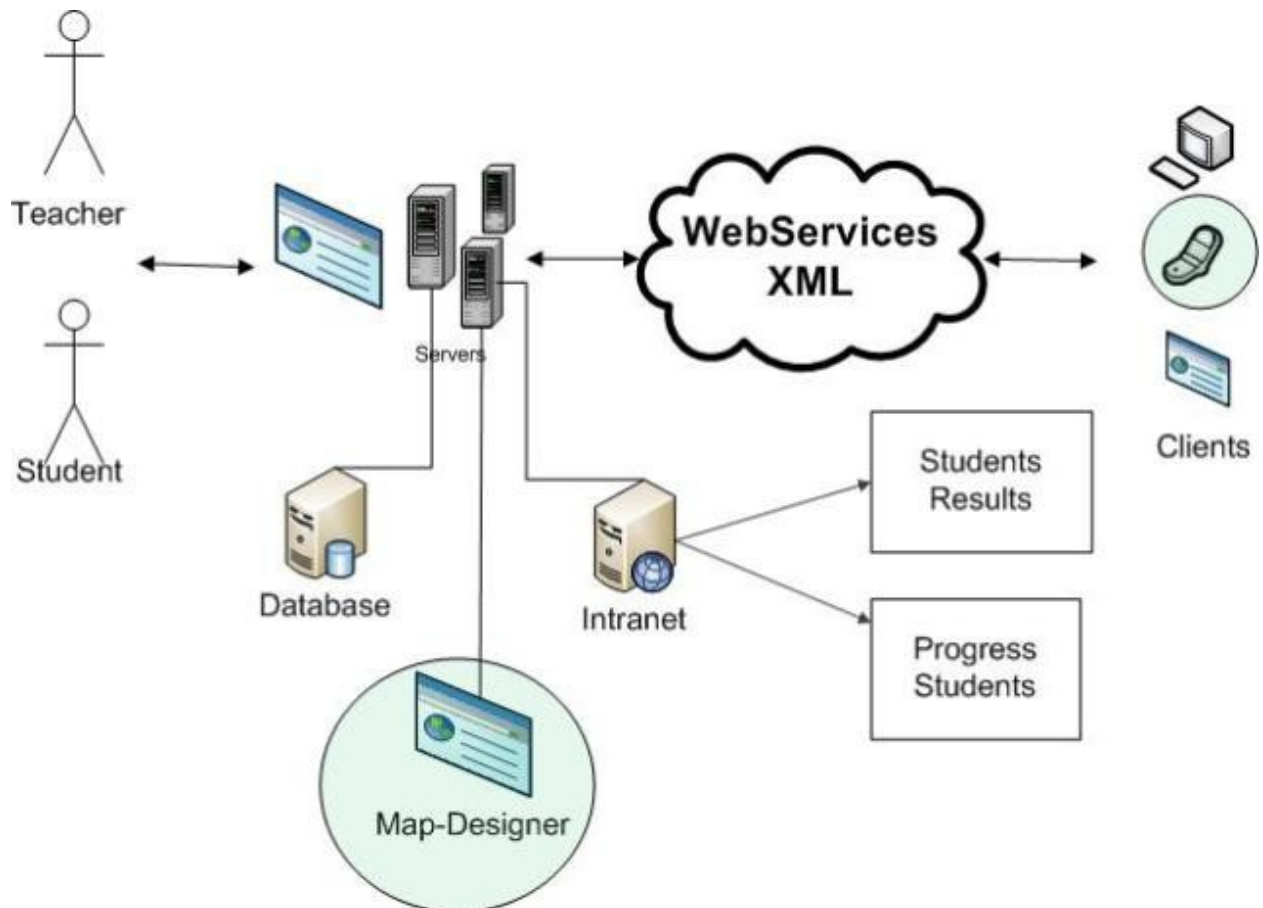 Teacher
WebServices
XML
Servers
Student
Clients
Students
Results
Database
Intranet
Progress
Students
Map-Designer